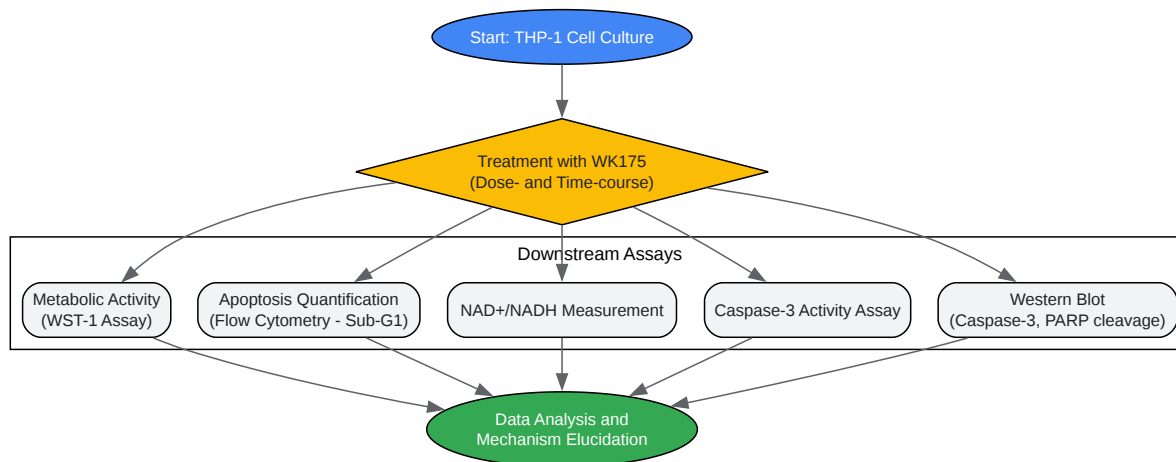 Start: THP-1 Cell Culture
Treatment with WK175
(Dose- and Time-course)
Downstream Assays
Metabolic Activity
(WST-1 Assay)
Apoptosis Quantification
(Flow Cytometry - Sub-G1)
NAD+/NADH Measurement
Caspase-3 Activity Assay
Western Blot
(Caspase-3, PARP cleavage)
Data Analysis and
Mechanism Elucidation